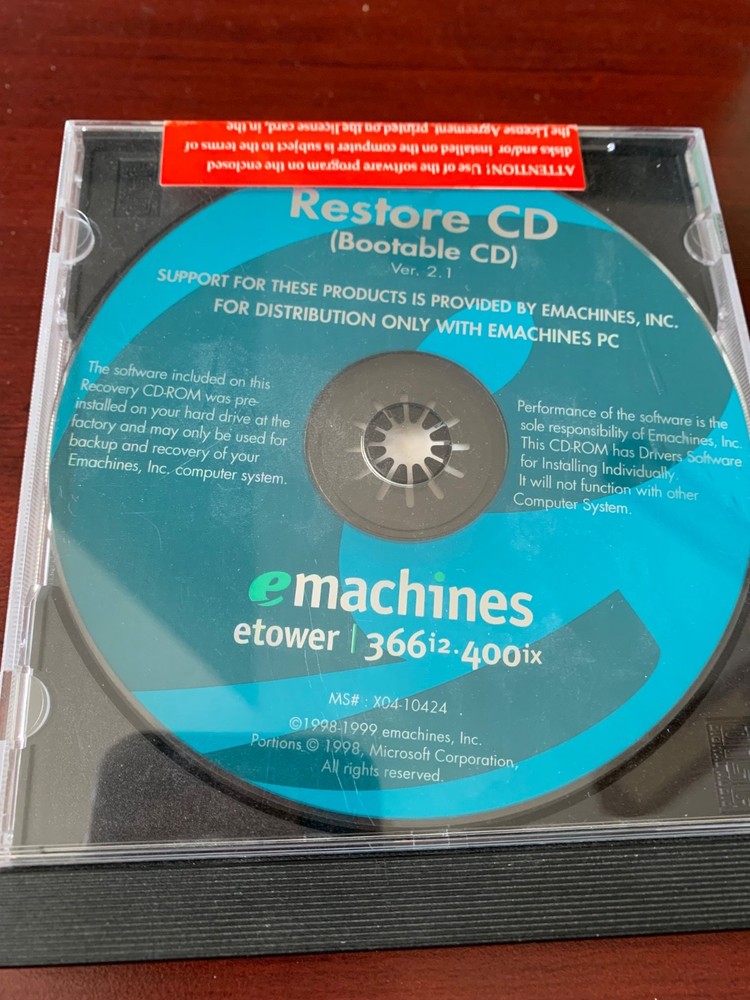 ATTENTION! Use of the software program on the enclosed
disks and/or installed on the computer is subject to the terms of
the License Agreement, printed on the license card, in the
Restore CD
(Bootable CD)
Ver. 2.1
SUPPORT FOR THESE PRODUCTS IS PROVIDED BY EMACHINES, INC.
FOR DISTRIBUTION ONLY WITH EMACHINES PC
The software included on this
Recovery CD-ROM was pre-
installed on your hard drive at the
factory and may only be used for
backup and recovery of your
Emachines, Inc. computer system.
Performance of the software is the
sole responsibility of Emachines, Inc.
This CD-ROM has Drivers Software
for Installing Individually.
It will not function with other
Computer System.
emachines
etower | 366i2·400ix
MS# : X04-10424
©1998-1999 emachines, Inc.
Portions © 1998, Microsoft Corporation,
All rights reserved.